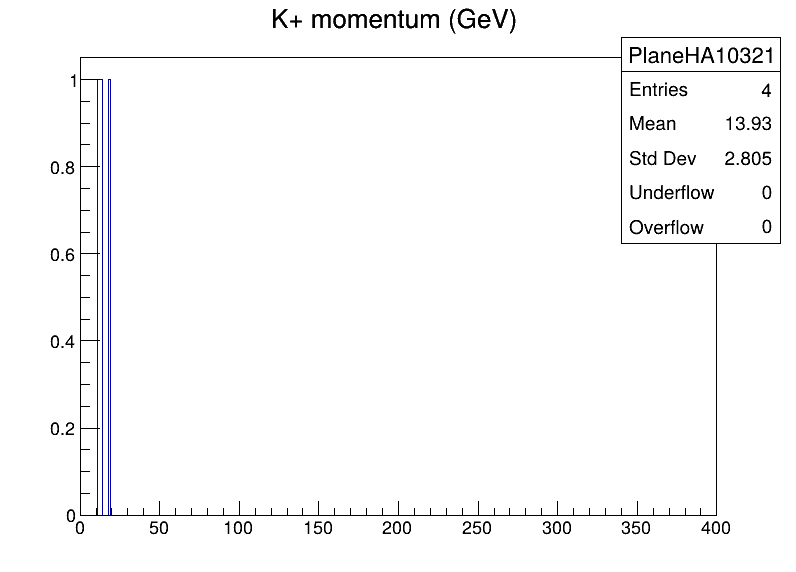 K+ momentum (GeV)
PlaneHA10321
Entries 4
Mean 13.93
Std Dev 2.805
Underflow 0
Overflow 0
1
0.8
0.6
0.4
0.2
0
0 50 100 150 200 250 300 350 400